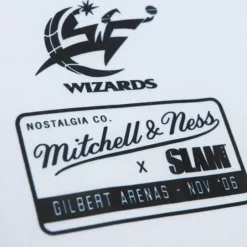 WIZARDS
NOSTALGIA CO.
Mitchell & Ness
X SLAM
GILBERT ARENAS - NOV '06